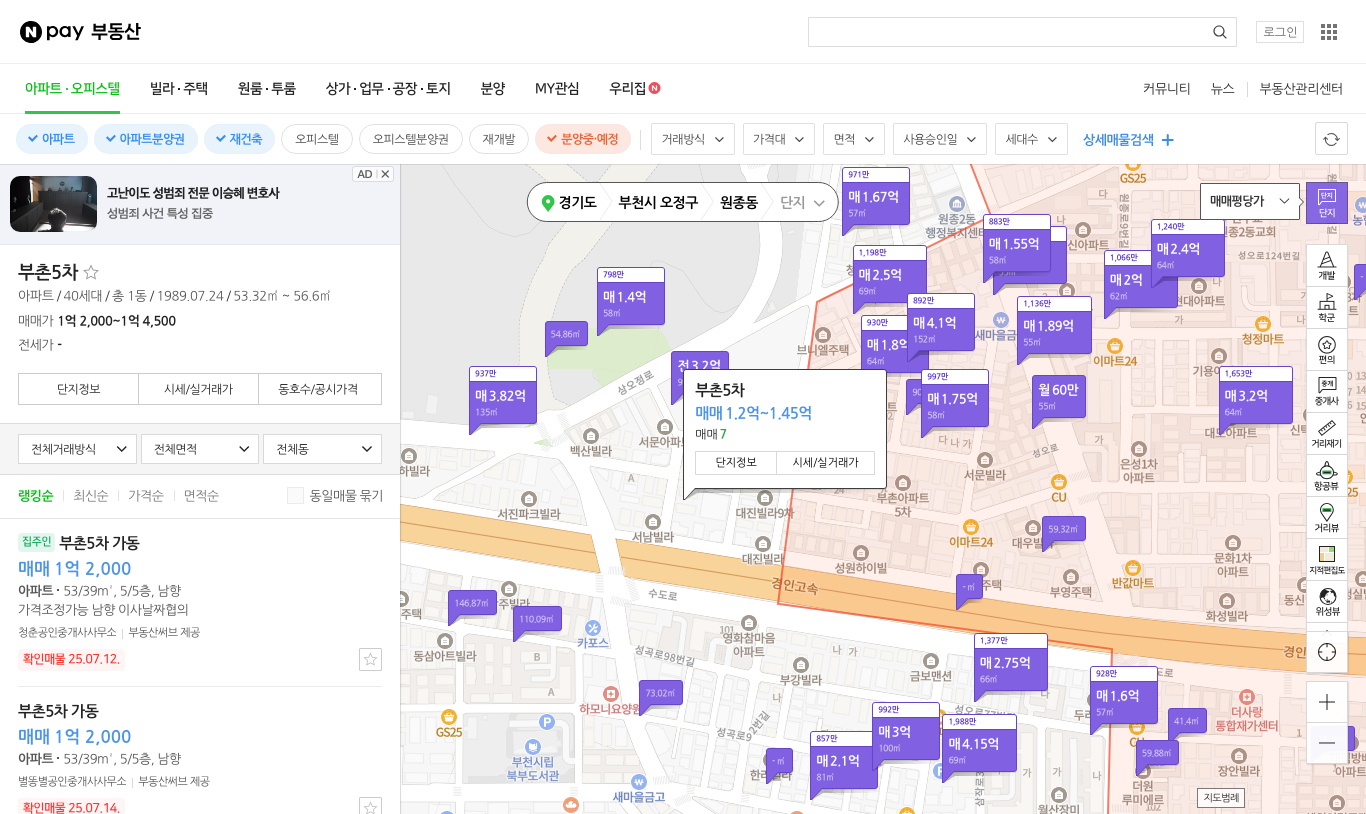 N pay 부동산
로그인
아파트·오피스텔
빌라·주택
원룸·투룸
상가·업무·공장·토지
분양
MY관심
우리집
N
커뮤니티
뉴스
부동산관리센터
아파트
아파트분양권
재건축
오피스텔
오피스텔분양권
재개발
분양중·예정
거래방식
가격대
면적
사용승인일
세대수
상세매물검색
AD
고난이도 성범죄 전문 이승혜 변호사
성범죄 사건 특성 집중
부촌5차
아파트 / 40세대 / 총 1동 / 1989.07.24 / 53.32㎡ ~ 56.6㎡
매매가 1억 2,000~1억 4,500
전세가 -
단지정보
시세/실거래가
동호수/공시가격
전체거래방식
전체면적
전체동
랭킹순
최신순
가격순
면적순
동일매물 묶기
집주인 부촌5차 가동
매매 1억 2,000
아파트 · 53/39㎡, 5/5층, 남향
가격조정가능 남향 이사날짜협의
청춘공인중개사사무소 | 부동산써브 제공
확인매물 25.07.12.
부촌5차 가동
매매 1억 2,000
아파트 · 53/39㎡, 5/5층, 남향
별똥별공인중개사사무소 | 부동산써브 제공
확인매물 25.07.14.
경기도
부천시 오정구
원종동
단지
971만
매1.67억
57㎡
GS25
원종2동
행정복지센터
883만
매1.55억
58㎡
매매평당가
단지
단지
1,240만
매2.4억
64㎡
성오로124번길
1,066만
매2억
62㎡
현대아파트
1,198만
매2.5억
69㎡
798만
매1.4억
58㎡
892만
매4.1억
152㎡
930만
매1.8억
64㎡
새마을금
1,136만
매1.89억
55㎡
이마트24
청정마트
54.86㎡
브니엘주택
전3.2억
상오정로
937만
매3.82억
135㎡
997만
매1.75억
58㎡
월60만
55㎡
1,653만
매3.2억
64㎡
부촌5차
매매 1.2억~1.45억
매매 7
단지정보
시세/실거래가
백산빌라
서문아파
하빌라
다나가
성오로
서문빌라
은성1차
아파트
CU
부촌아파트
5차
서진파크빌라
서남빌라
대진빌라9차
대진빌라
이마트24
대우빌
59.32㎡
성원하이빌
문화1차
아파트
반값마트
부영주택
화성빌라
경인고속
- ㎡
수도로
146.87㎡
110.09㎡
카포스
영화참마을
아파트
동삼아트빌라
성곡로98번길
부강빌라
금보맨션
1,377만
매2.75억
66㎡
928만
매1.6억
57㎡
하모니요양원
73.02㎡
GS25
부천시립
북부도서관
새마을금고
성곡로92번길
992만
매3억
100㎡
1,988만
매4.15억
69㎡
857만
매2.1억
81㎡
- ㎡
41.4㎡
59.88㎡
더사랑
통합재가센터
장안빌라
더원
루미에르
월산장미
아파트
지도범례
개발
학군
편의
중개
중개사
거리재기
항공뷰
거리뷰
지적편집도
위성뷰